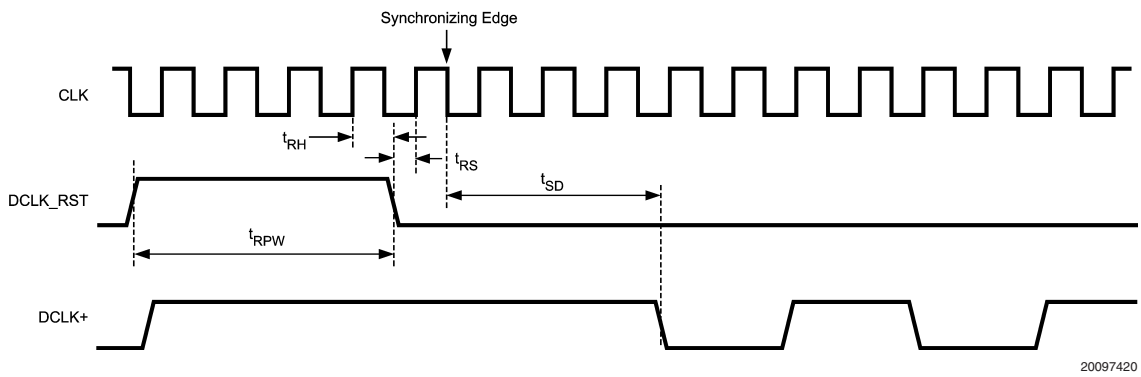 Synchronizing Edge
CLK
tRH
tRS
DCLK_RST
tSD
tRPW
DCLK+
20097420